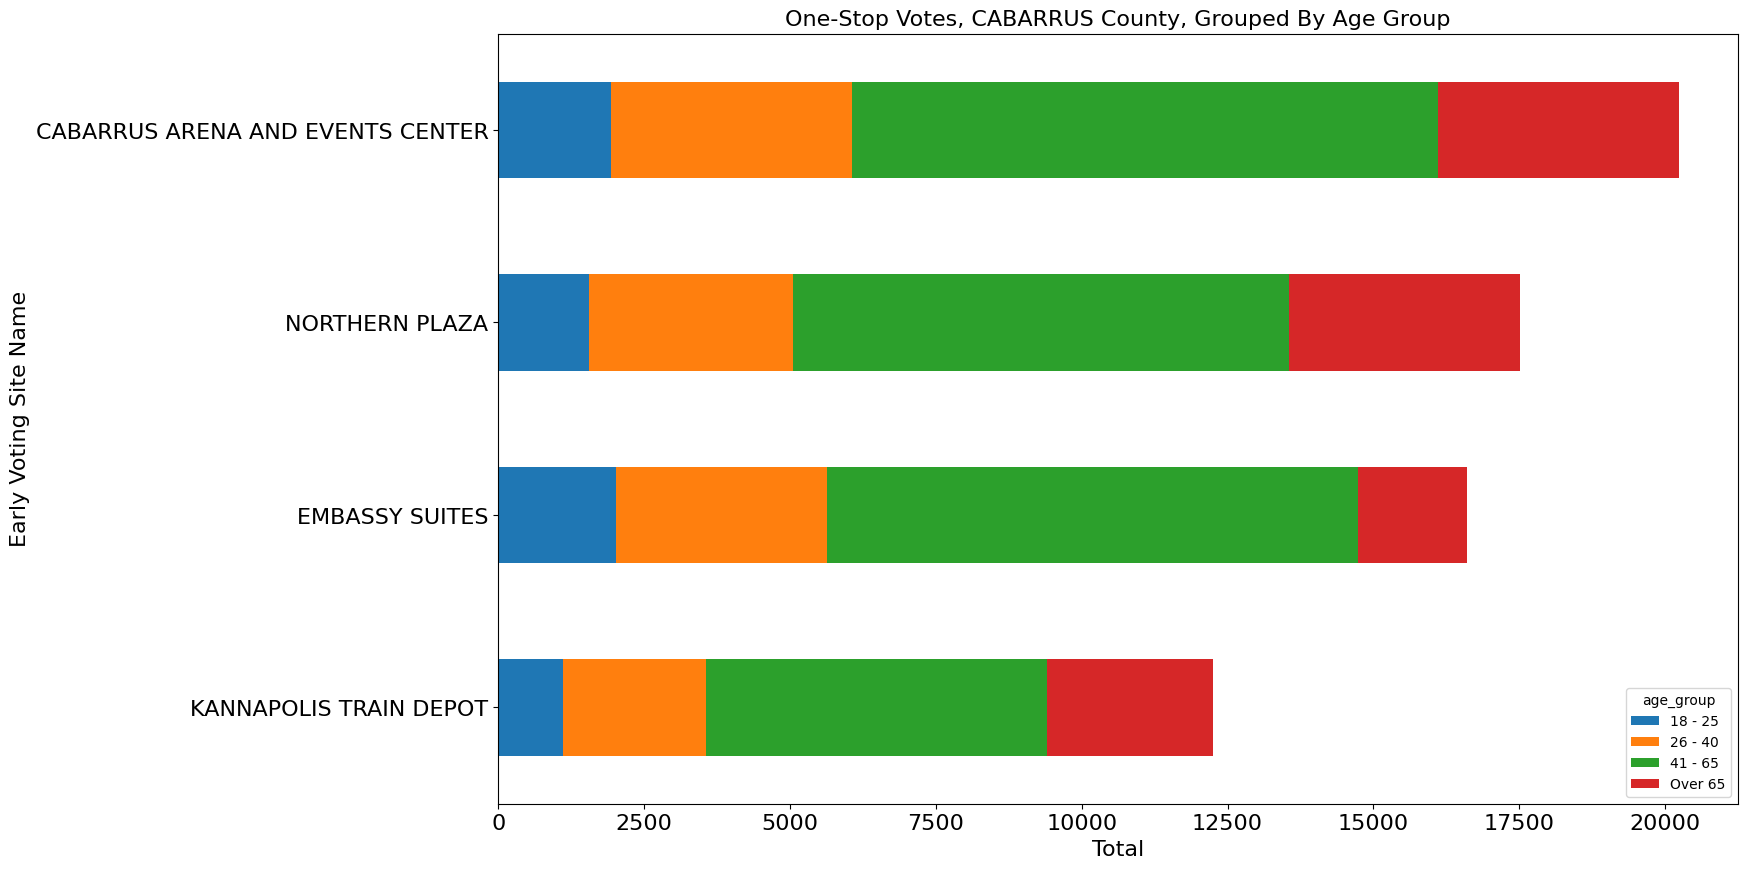 One-Stop Votes, CABARRUS County, Grouped By Age Group
Early Voting Site Name
CABARRUS ARENA AND EVENTS CENTER
NORTHERN PLAZA
EMBASSY SUITES
KANNAPOLIS TRAIN DEPOT
age_group
18 - 25
26 - 40
41 - 65
Over 65
0 2500 5000 7500 10000 12500 15000 17500 20000
Total